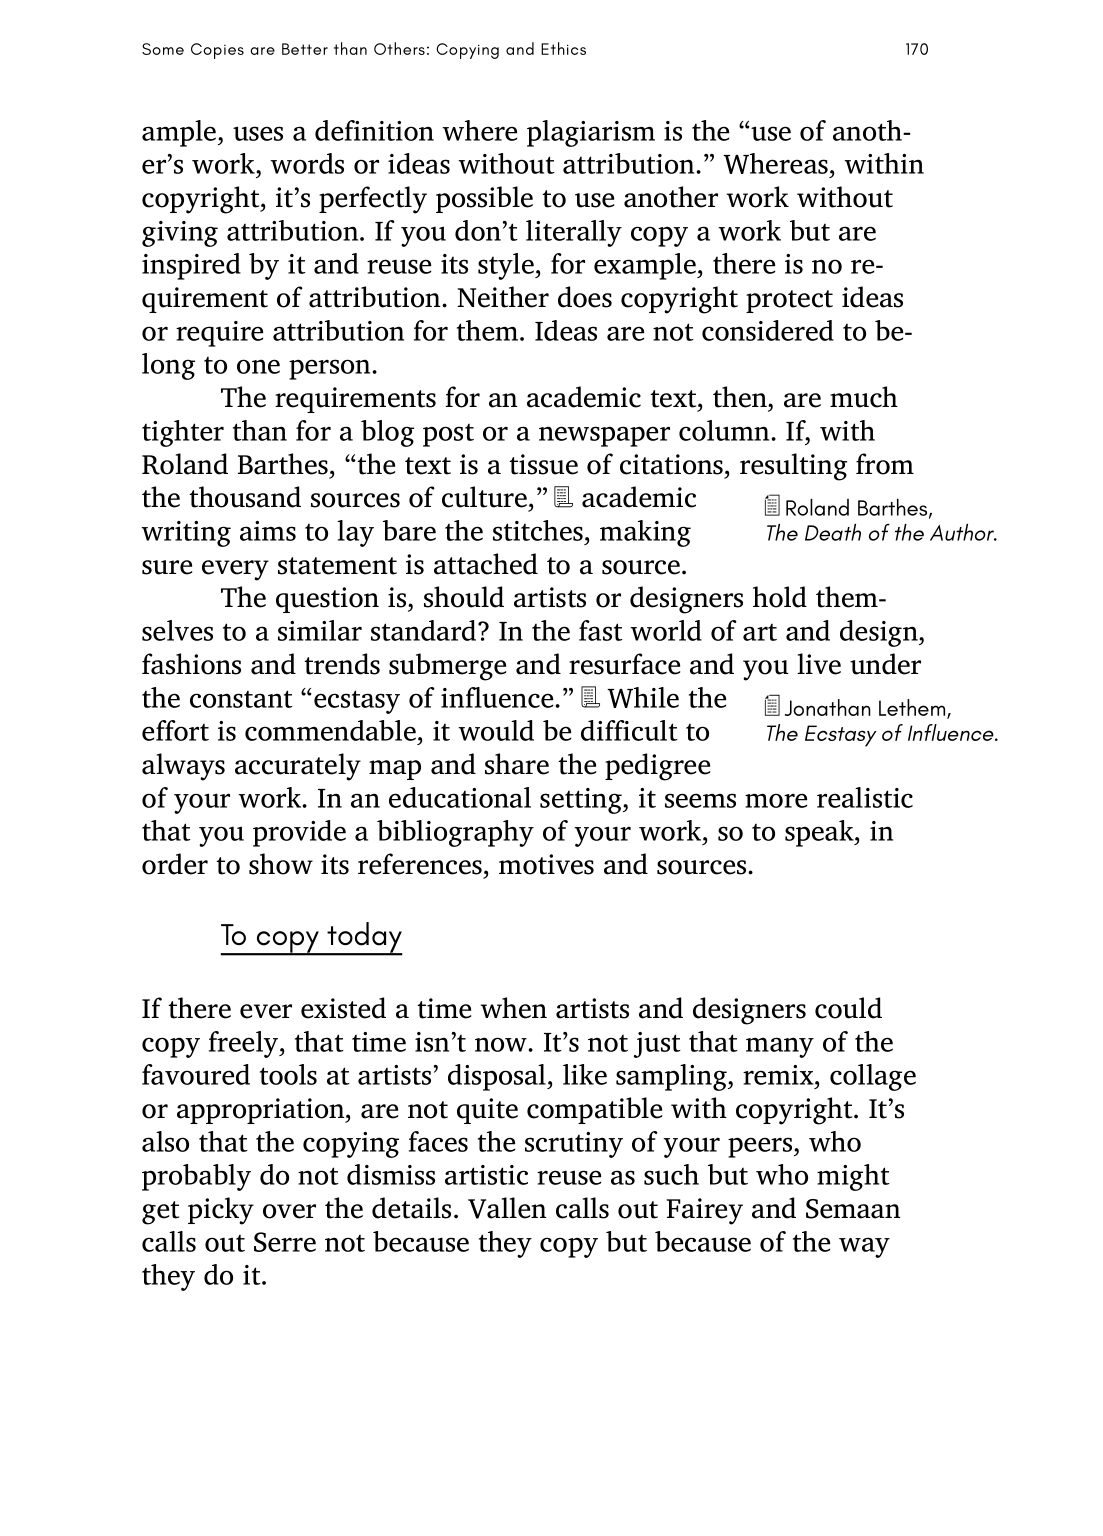 Some Copies are Better than Others: Copying and Ethics 170
ample, uses a definition where plagiarism is the “use of anoth-
er’s work, words or ideas without attribution.” Whereas, within
copyright, it’s perfectly possible to use another work without
giving attribution. If you don’t literally copy a work but are
inspired by it and reuse its style, for example, there is no re-
quirement of attribution. Neither does copyright protect ideas
or require attribution for them. Ideas are not considered to be-
long to one person.
The requirements for an academic text, then, are much
tighter than for a blog post or a newspaper column. If, with
Roland Barthes, “the text is a tissue of citations, resulting from
the thousand sources of culture,” academic
writing aims to lay bare the stitches, making
sure every statement is attached to a source.
Roland Barthes,
The Death of the Author.
The question is, should artists or designers hold them-
selves to a similar standard? In the fast world of art and design,
fashions and trends submerge and resurface and you live under
the constant “ecstasy of influence.” While the
effort is commendable, it would be difficult to
always accurately map and share the pedigree
Jonathan Lethem,
The Ecstasy of Influence.
of your work. In an educational setting, it seems more realistic
that you provide a bibliography of your work, so to speak, in
order to show its references, motives and sources.
To copy today
If there ever existed a time when artists and designers could
copy freely, that time isn’t now. It’s not just that many of the
favoured tools at artists’ disposal, like sampling, remix, collage
or appropriation, are not quite compatible with copyright. It’s
also that the copying faces the scrutiny of your peers, who
probably do not dismiss artistic reuse as such but who might
get picky over the details. Vallen calls out Fairey and Semaan
calls out Serre not because they copy but because of the way
they do it.